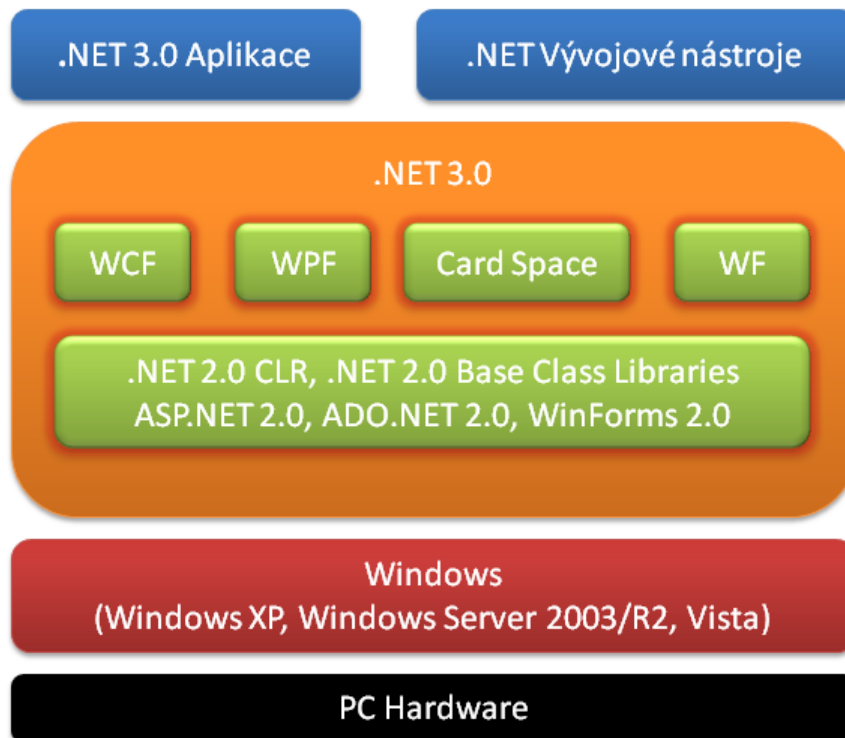 .NET 3.0 Aplikace
.NET Vývojové nástroje
.NET 3.0
WCF
WPF
Card Space
WF
.NET 2.0 CLR, .NET 2.0 Base Class Libraries
ASP.NET 2.0, ADO.NET 2.0, WinForms 2.0
Windows
(Windows XP, Windows Server 2003/R2, Vista)
PC Hardware